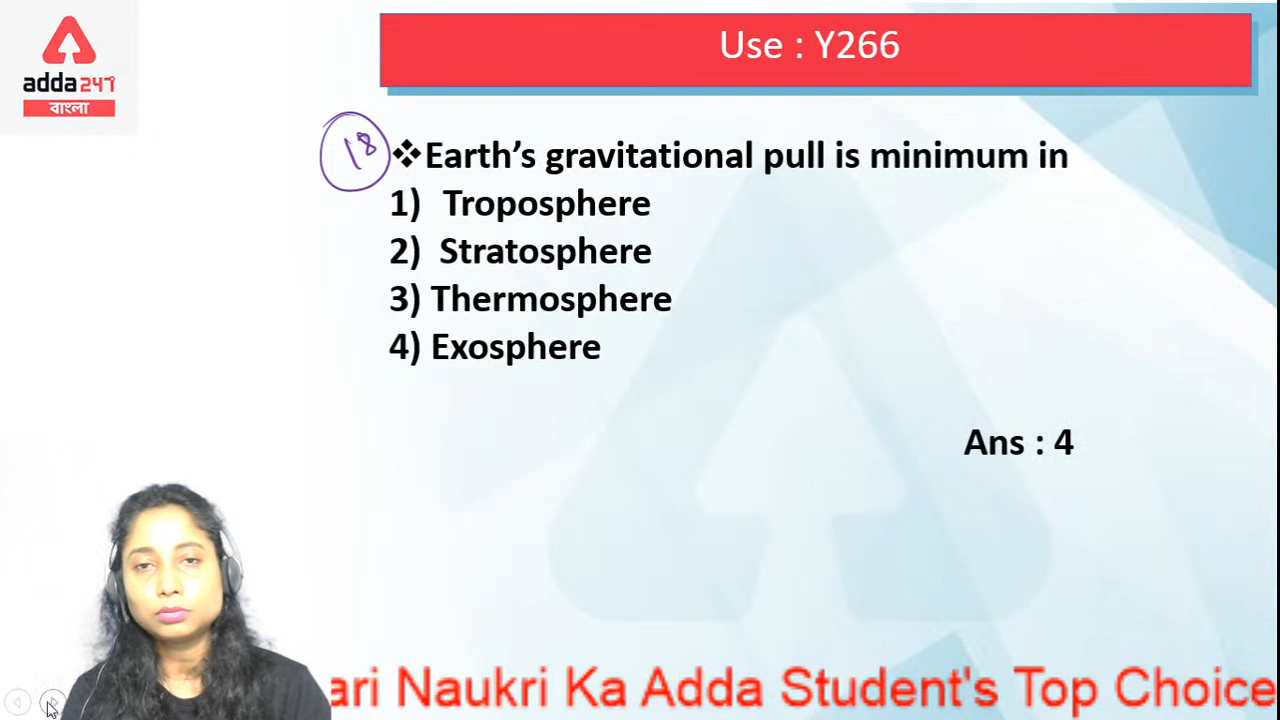 adda247
বাংলা
Use : Y266
18
❖Earth's gravitational pull is minimum in
1) Troposphere
2) Stratosphere
3) Thermosphere
4) Exosphere
Ans : 4
ari Naukri Ka Adda Student's Top Choice